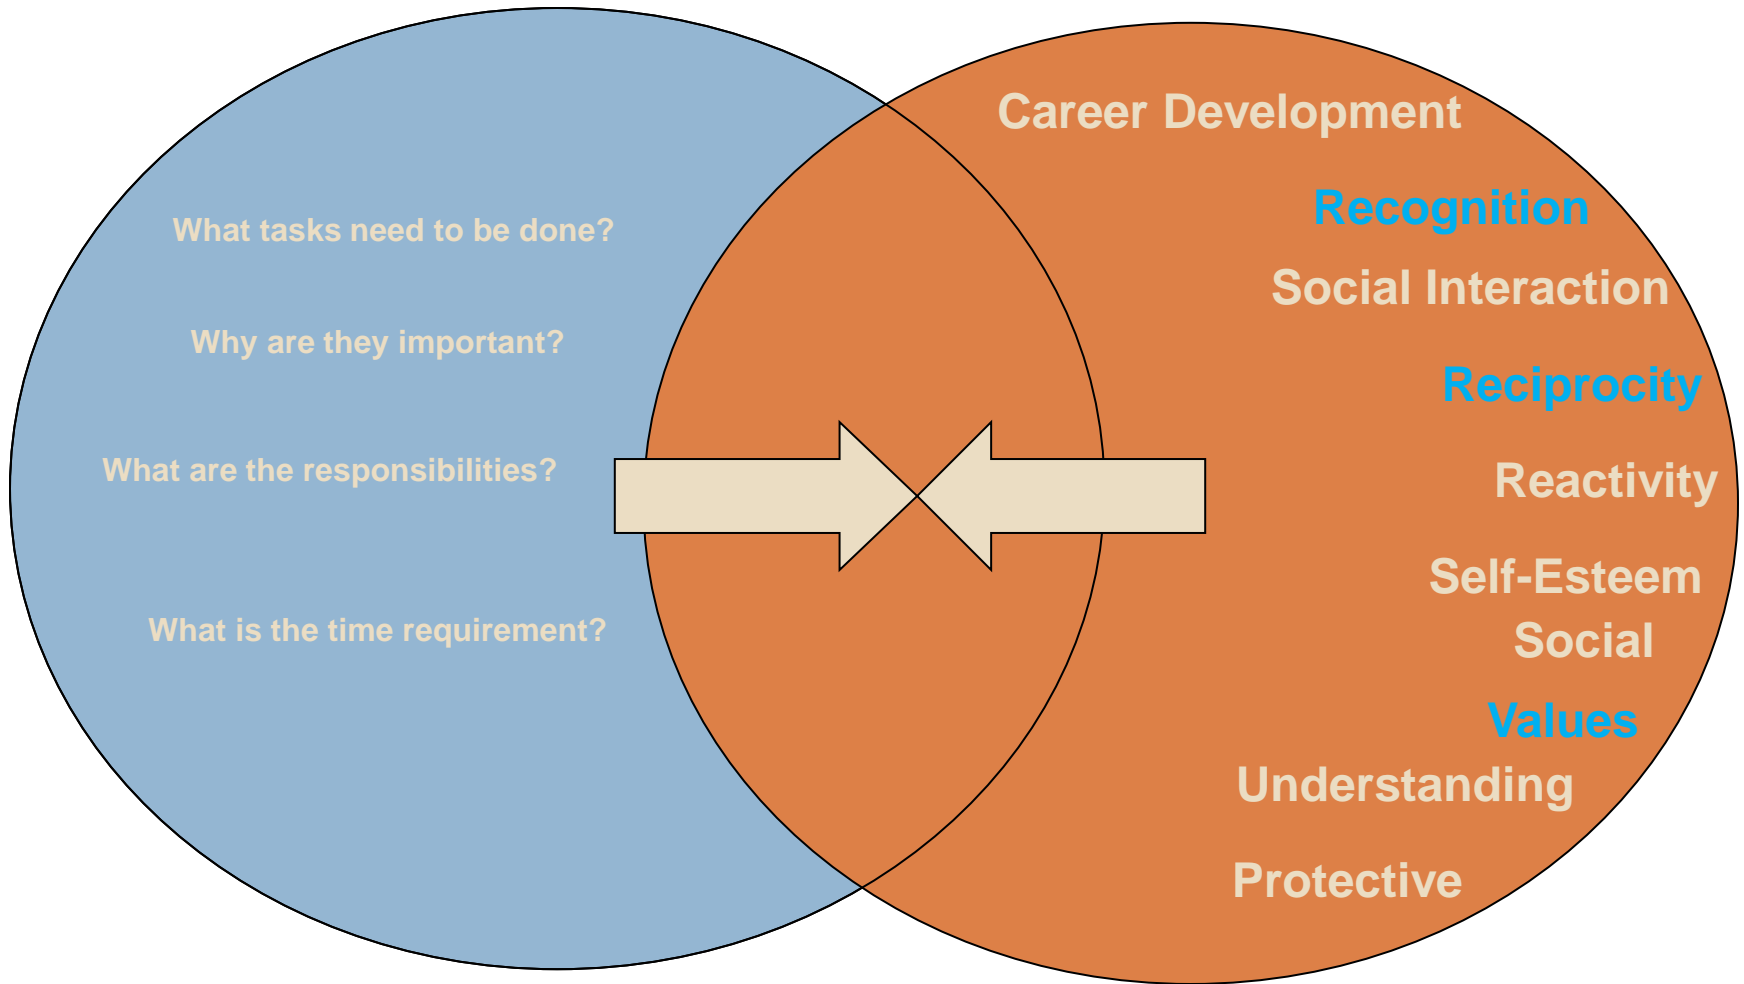 What tasks need to be done?
Why are they important?
What are the responsibilities?
What is the time requirement?
Career Development
Recognition
Social Interaction
Reciprocity
Reactivity
Self-Esteem
Social
Values
Understanding
Protective